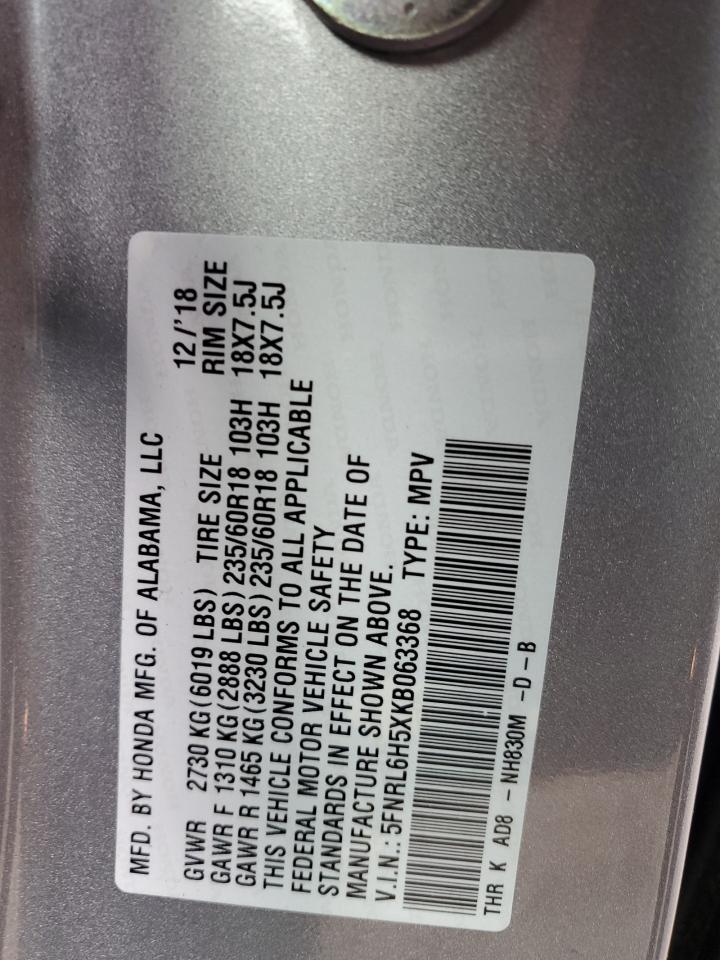 MFD. BY HONDA MFG. OF ALABAMA, LLC
12/'18
GVWR 2730 KG(6019 LBS) TIRE SIZE RIM SIZE
GAWR F 1310 KG(2888 LBS)235/60R18 103H 18X7.5J
GAWR R 1465 KG(3230 LBS)235/60R18 103H 18X7.5J
THIS VEHICLE CONFORMS TO ALL APPLICABLE
FEDERAL MOTOR VEHICLE SAFETY
STANDARDS IN EFFECT ON THE DATE OF
MANUFACTURE SHOWN ABOVE.
V.I.N.: 5FNRL6H5XKB063368 TYPE: MPV
THR K AD8 - NH830M -D-B